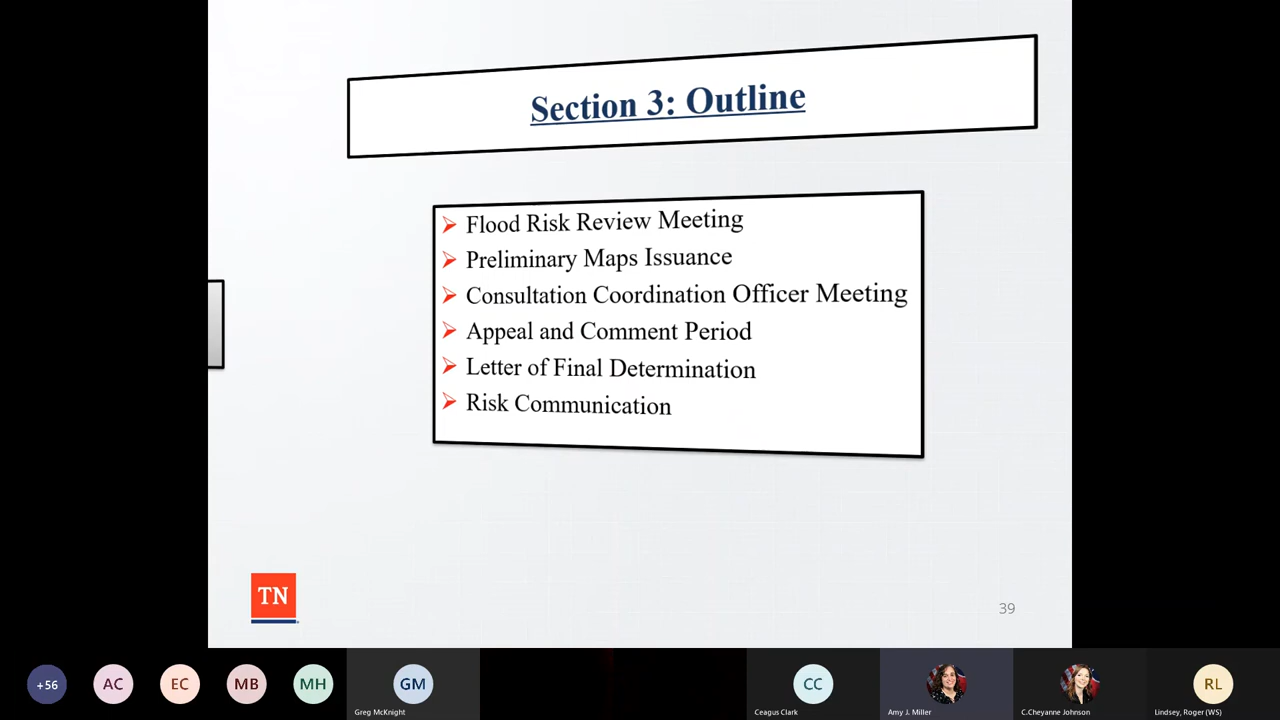 Section 3: Outline
Flood Risk Review Meeting
Preliminary Maps Issuance
Consultation Coordination Officer Meeting
Appeal and Comment Period
Letter of Final Determination
Risk Communication
TN
39
+56
AC
EC
MB
MH
GM
CC
RL
Greg McKnight
Ceagus Clark
Amy J. Miller
C.Cheyanne Johnson
Lindsey, Roger (WS)